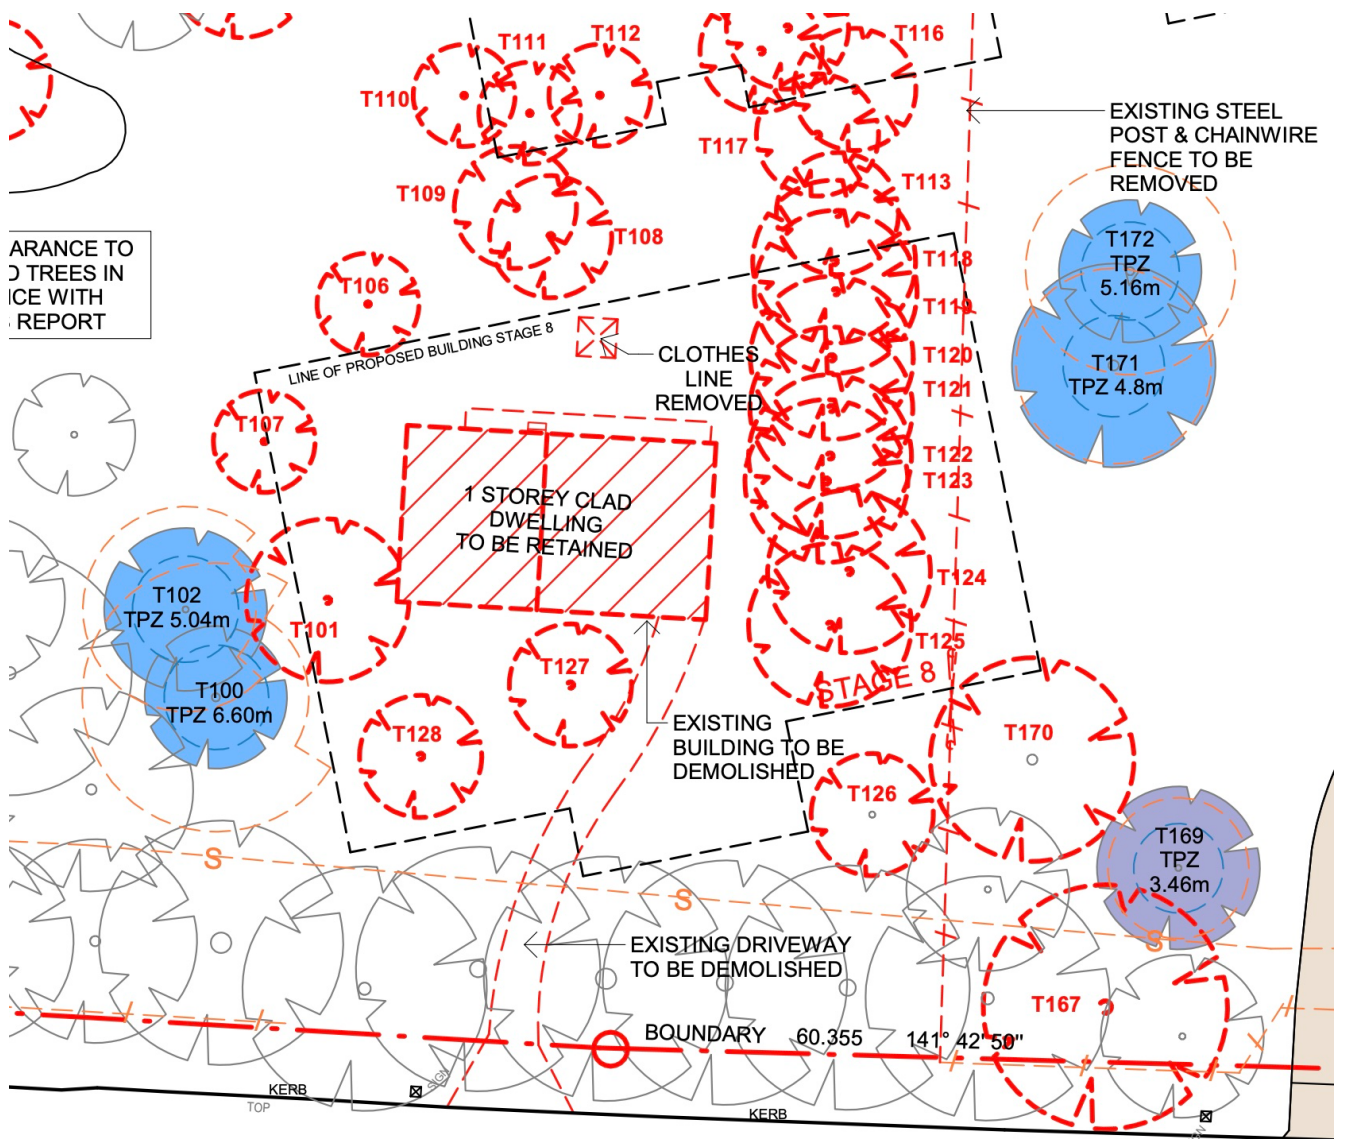 T111
T112
T116
T110
EXISTING STEEL
POST & CHAINWIRE
FENCE TO BE
REMOVED
T117
T109
T113
ARANCE TO
TREES IN
WITH
REPORT
T108
T172
TPZ
5.16m
T118
T106
T119
LINE OF PROPOSED BUILDING STAGE 8
CLOTHES
LINE
REMOVED
T120
T171
TPZ 4.8m
T121
T107
T122
T123
1 STOREY CLAD
DWELLING
TO BE RETAINED
T102
TPZ 5.04m
T124
T101
T125
T127
STAGE 8
T100
TPZ 6.60m
T128
EXISTING
BUILDING TO BE
DEMOLISHED
T170
T126
T169
TPZ
3.46m
S
S
S
EXISTING DRIVEWAY
TO BE DEMOLISHED
T167
BOUNDARY 60.355 141° 42' 50"
SIGN
KERB
TOP
KERB